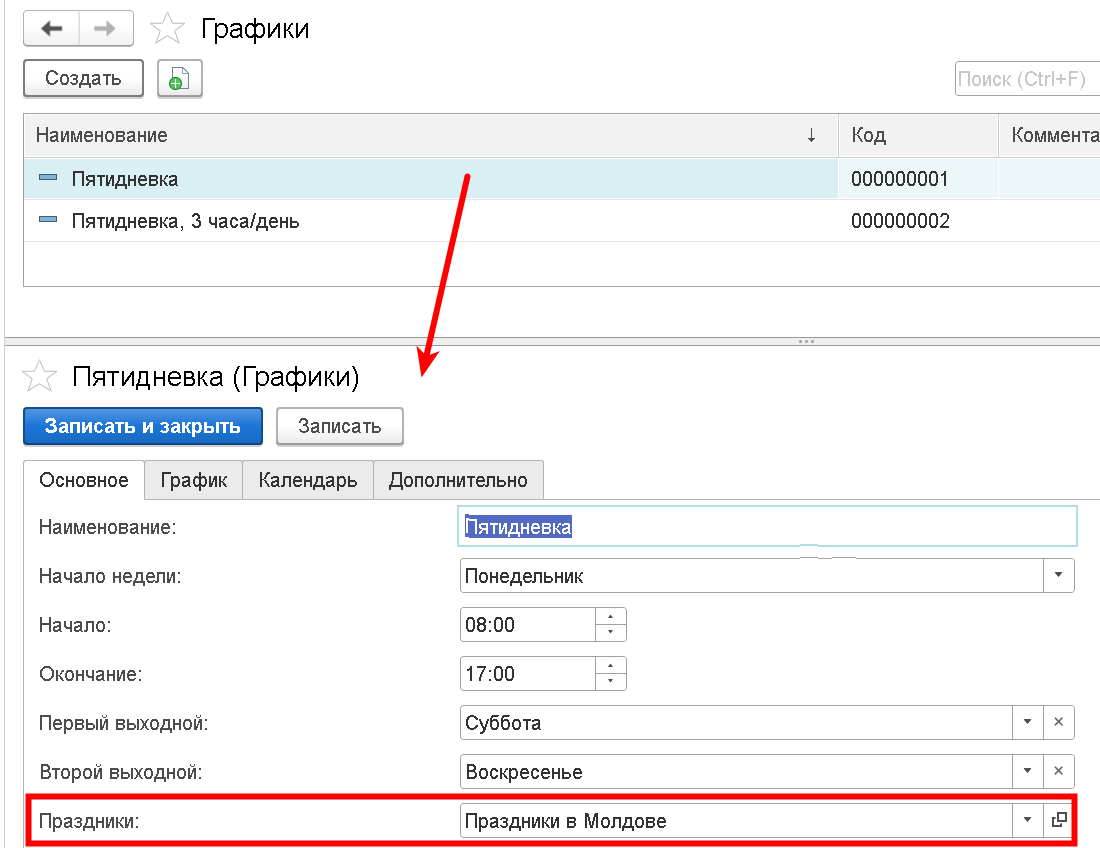 Графики
Создать
Поиск (Ctrl+F)
Наименование ↓ Код Коммента
Пятидневка 000000001
Пятидневка, 3 часа/день 000000002
Пятидневка (Графики)
Записать и закрыть Записать
Основное График Календарь Дополнительно
Наименование: Пятидневка
Начало недели: Понедельник
Начало: 08:00
Окончание: 17:00
Первый выходной: Суббота
Второй выходной: Воскресенье
Праздники: Праздники в Молдове